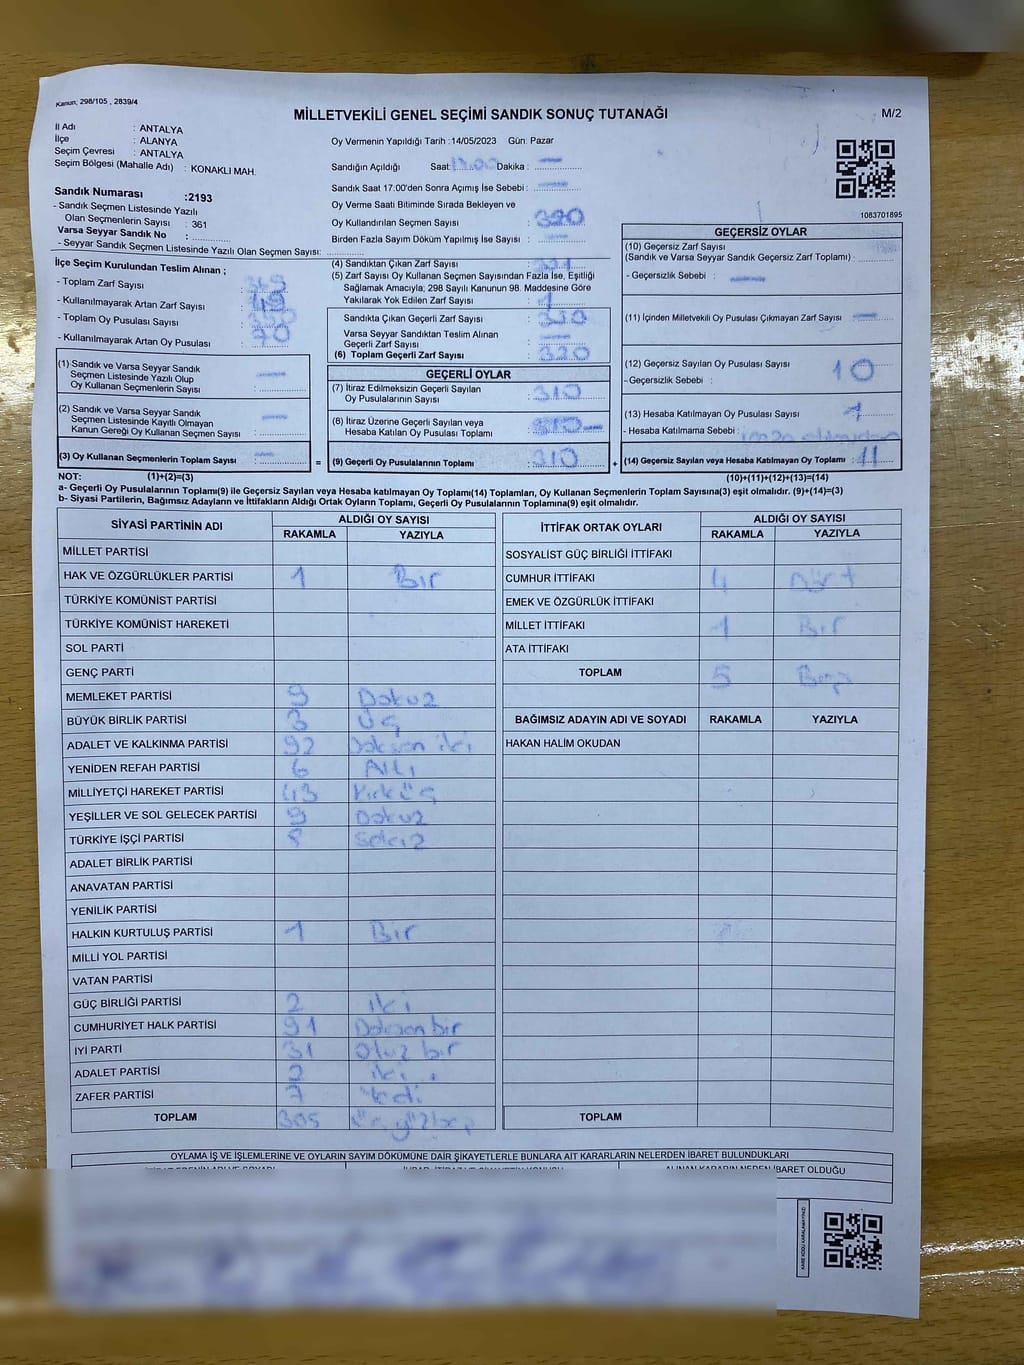 Kanun: 298/105 , 2839/4
MİLLETVEKİLİ GENEL SEÇİMİ SANDIK SONUÇ TUTANAĞI
M/2
İl Adı : ANTALYA
İlçe : ALANYA
Seçim Çevresi : ANTALYA
Seçim Bölgesi (Mahalle Adı) : KONAKLI MAH.
Oy Vermenin Yapıldığı Tarih :14/05/2023 Gün: Pazar
Sandığın Açıldığı Saat: 17.00 Dakika : —
Sandık Saat 17:00'den Sonra Açımış İse Sebebi : —
Oy Verme Saati Bitiminde Sırada Bekleyen ve
Oy Kullandırılan Seçmen Sayısı : 320
Birden Fazla Sayım Döküm Yapılmış İse Sayısı : —
1083701895
Sandık Numarası :2193
- Sandık Seçmen Listesinde Yazılı
Olan Seçmenlerin Sayısı : 361
Varsa Seyyar Sandık No :
- Seyyar Sandık Seçmen Listesinde Yazılı Olan Seçmen Sayısı:
İlçe Seçim Kurulundan Teslim Alınan ;
- Toplam Zarf Sayısı :
- Kullanılmayarak Artan Zarf Sayısı : 49
- Toplam Oy Pusulası Sayısı :
- Kullanılmayarak Artan Oy Pusulası : 70
(1) Sandık ve Varsa Seyyar Sandık
Seçmen Listesinde Yazılı Olup
Oy Kullanan Seçmenlerin Sayısı : —
(2) Sandık ve Varsa Seyyar Sandık
Seçmen Listesinde Kayıtlı Olmayan
Kanun Gereği Oy Kullanan Seçmen Sayısı : —
(3) Oy Kullanan Seçmenlerin Toplam Sayısı : —
(4) Sandıktan Çıkan Zarf Sayısı : 321
(5) Zarf Sayısı Oy Kullanan Seçmen Sayısından Fazla İse, Eşitliği
Sağlamak Amacıyla; 298 Sayılı Kanunun 98. Maddesine Göre
Yakılarak Yok Edilen Zarf Sayısı : 1
Sandıkta Çıkan Geçerli Zarf Sayısı : 320
Varsa Seyyar Sandıktan Teslim Alınan
Geçerli Zarf Sayısı : —
(6) Toplam Geçerli Zarf Sayısı : 320
GEÇERLİ OYLAR
(7) İtiraz Edilmeksizin Geçerli Sayılan
Oy Pusulalarının Sayısı : 310
(8) İtiraz Üzerine Geçerli Sayılan veya
Hesaba Katılan Oy Pusulası Toplamı : —
= (9) Geçerli Oy Pusulalarının Toplamı : 310
GEÇERSİZ OYLAR
(10) Geçersiz Zarf Sayısı
(Sandık ve Varsa Seyyar Sandık Geçersiz Zarf Toplamı) :
- Geçersizlik Sebebi : —
(11) İçinden Milletvekili Oy Pusulası Çıkmayan Zarf Sayısı : —
(12) Geçersiz Sayılan Oy Pusulası Sayısı : 10
- Geçersizlik Sebebi :
(13) Hesaba Katılmayan Oy Pusulası Sayısı : 1
- Hesaba Katılmama Sebebi :
+ (14) Geçersiz Sayılan veya Hesaba Katılmayan Oy Toplamı : 11
NOT: (1)+(2)=(3) (10)+(11)+(12)+(13)=(14)
a- Geçerli Oy Pusulalarının Toplamı(9) ile Geçersiz Sayılan veya Hesaba katılmayan Oy Toplamı(14) Toplamları, Oy Kullanan Seçmenlerin Toplam Sayısına(3) eşit olmalıdır. (9)+(14)=(3)
b- Siyasi Partilerin, Bağımsız Adayların ve İttifakların Aldığı Ortak Oyların Toplamı, Geçerli Oy Pusulalarının Toplamına(9) eşit olmalıdır.
SİYASİ PARTİNİN ADI ALDIĞI OY SAYISI
RAKAMLA YAZIYLA
MİLLET PARTİSİ
HAK VE ÖZGÜRLÜKLER PARTİSİ 1 Bir
TÜRKİYE KOMÜNİST PARTİSİ
TÜRKİYE KOMÜNİST HAREKETİ
SOL PARTİ
GENÇ PARTİ
MEMLEKET PARTİSİ 9 Dokuz
BÜYÜK BİRLİK PARTİSİ 3 Üç
ADALET VE KALKINMA PARTİSİ 92 Doksan iki
YENİDEN REFAH PARTİSİ 6 Altı
MİLLİYETÇİ HAREKET PARTİSİ 43 Kırk üç
YEŞİLLER VE SOL GELECEK PARTİSİ 9 Dokuz
TÜRKİYE İŞÇİ PARTİSİ 8 Sekiz
ADALET BİRLİK PARTİSİ
ANAVATAN PARTİSİ
YENİLİK PARTİSİ
HALKIN KURTULUŞ PARTİSİ 1 Bir
MİLLİ YOL PARTİSİ
VATAN PARTİSİ
GÜÇ BİRLİĞİ PARTİSİ 2 iki
CUMHURİYET HALK PARTİSİ 91 Doksan bir
İYİ PARTİ 31 Otuz bir
ADALET PARTİSİ 2 iki
ZAFER PARTİSİ 7 Yedi
TOPLAM 305 üç yüz beş
İTTİFAK ORTAK OYLARI ALDIĞI OY SAYISI
RAKAMLA YAZIYLA
SOSYALIST GÜÇ BİRLİĞİ İTTİFAKI
CUMHUR İTTİFAKI 4 Dört
EMEK VE ÖZGÜRLÜK İTTİFAKI
MİLLET İTTİFAKI 1 Bir
ATA İTTİFAKI
TOPLAM 5 Beş
BAĞIMSIZ ADAYIN ADI VE SOYADI RAKAMLA YAZIYLA
HAKAN HALİM OKUDAN
TOPLAM
OYLAMA İŞ VE İŞLEMLERİNE VE OYLARIN SAYIM DÖKÜMÜNE DAİR ŞİKAYETLERLE BUNLARA AİT KARARLARIN NELERDEN İBARET BULUNDUKLARI
ALINAN KARARIN NEDEN İBARET OLDUĞU